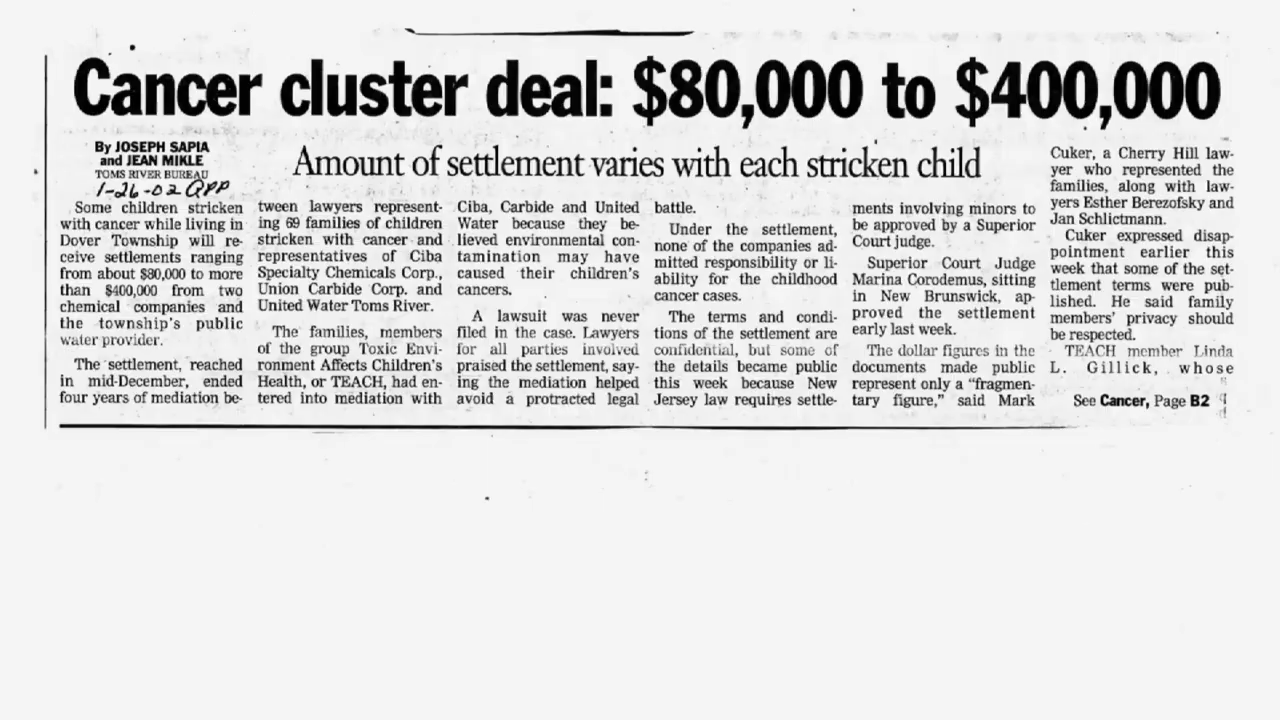 Cancer cluster deal: $80,000 to $400,000
By JOSEPH SAPIA
and JEAN MIKLE
TOMS RIVER BUREAU
1-26-02 APP
Amount of settlement varies with each stricken child
Some children stricken
with cancer while living in
Dover Township will re-
ceive settlements ranging
from about $80,000 to more
than $400,000 from two
chemical companies and
the township's public
water provider.
The settlement, reached
in mid-December, ended
four years of mediation be-
tween lawyers represent-
ing 69 families of children
stricken with cancer and
representatives of Ciba
Specialty Chemicals Corp.,
Union Carbide Corp. and
United Water Toms River.
The families, members
of the group Toxic Envi-
ronment Affects Children's
Health, or TEACH, had en-
tered into mediation with
Ciba, Carbide and United
Water because they be-
lieved environmental con-
tamination may have
caused their children's
cancers.
A lawsuit was never
filed in the case. Lawyers
for all parties involved
praised the settlement, say-
ing the mediation helped
avoid a protracted legal
battle.
Under the settlement,
none of the companies ad-
mitted responsibility or li-
ability for the childhood
cancer cases.
The terms and condi-
tions of the settlement are
confidential, but some of
the details became public
this week because New
Jersey law requires settle-
ments involving minors to
be approved by a Superior
Court judge.
Superior Court Judge
Marina Corodemus, sitting
in New Brunswick, ap-
proved the settlement
early last week.
The dollar figures in the
documents made public
represent only a "fragmen-
tary figure," said Mark
Cuker, a Cherry Hill law-
yer who represented the
families, along with law-
yers Esther Berezofsky and
Jan Schlictmann.
Cuker expressed disap-
pointment earlier this
week that some of the set-
tlement terms were pub-
lished. He said family
members' privacy should
be respected.
TEACH member Linda
L. Gillick, whose
See Cancer, Page B2